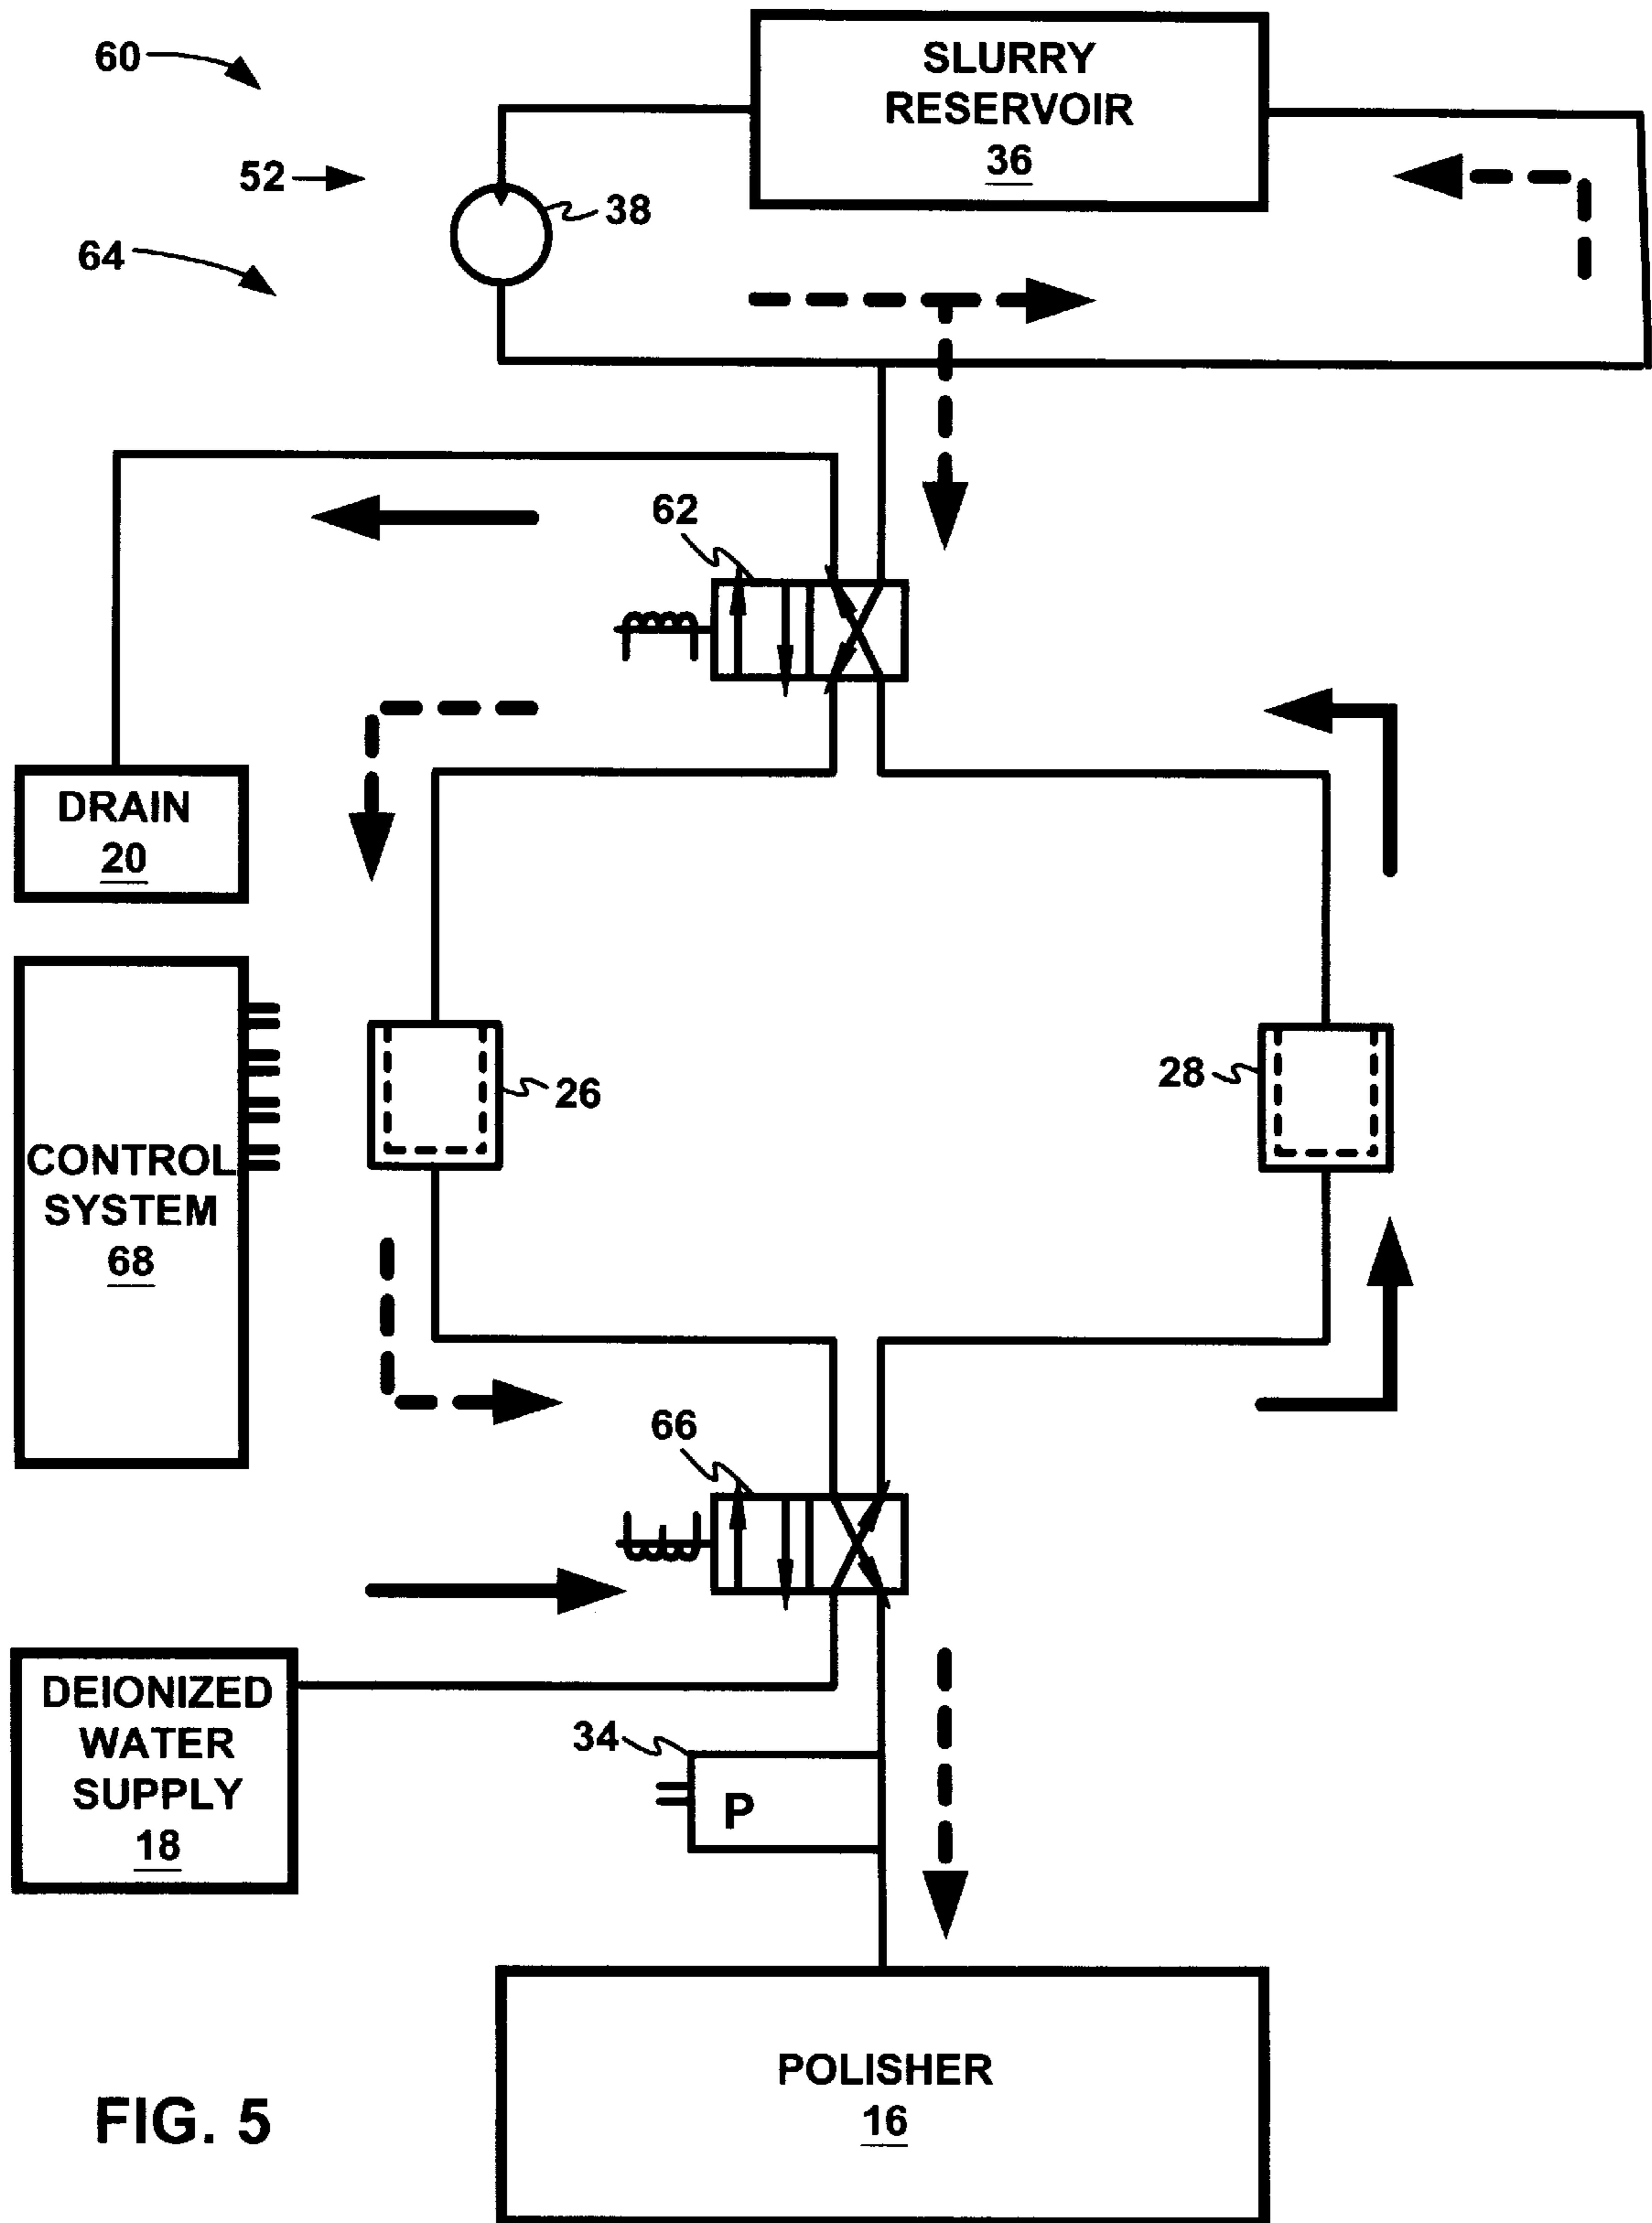 60
SLURRY
RESERVOIR
36
52
38
64
62
DRAIN
20
26
28
CONTROL
SYSTEM
68
66
DEIONIZED
WATER
SUPPLY
18
34
P
POLISHER
16
FIG. 5